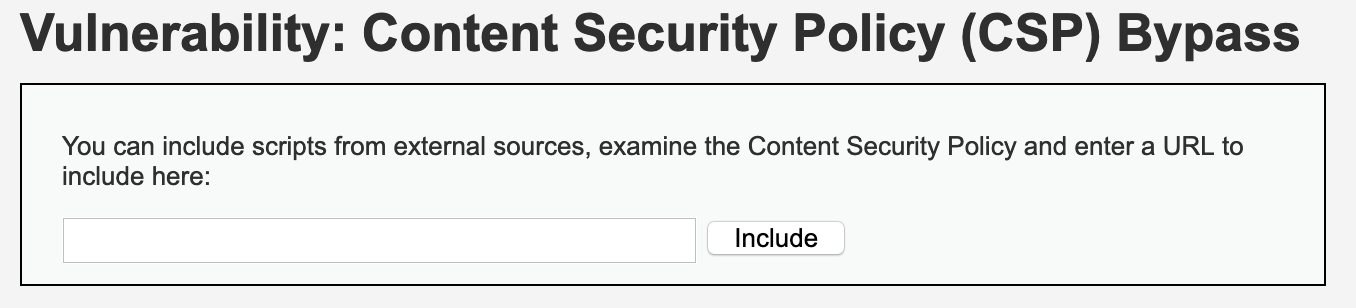 Vulnerability: Content Security Policy (CSP) Bypass
You can include scripts from external sources, examine the Content Security Policy and enter a URL to
include here:
Include